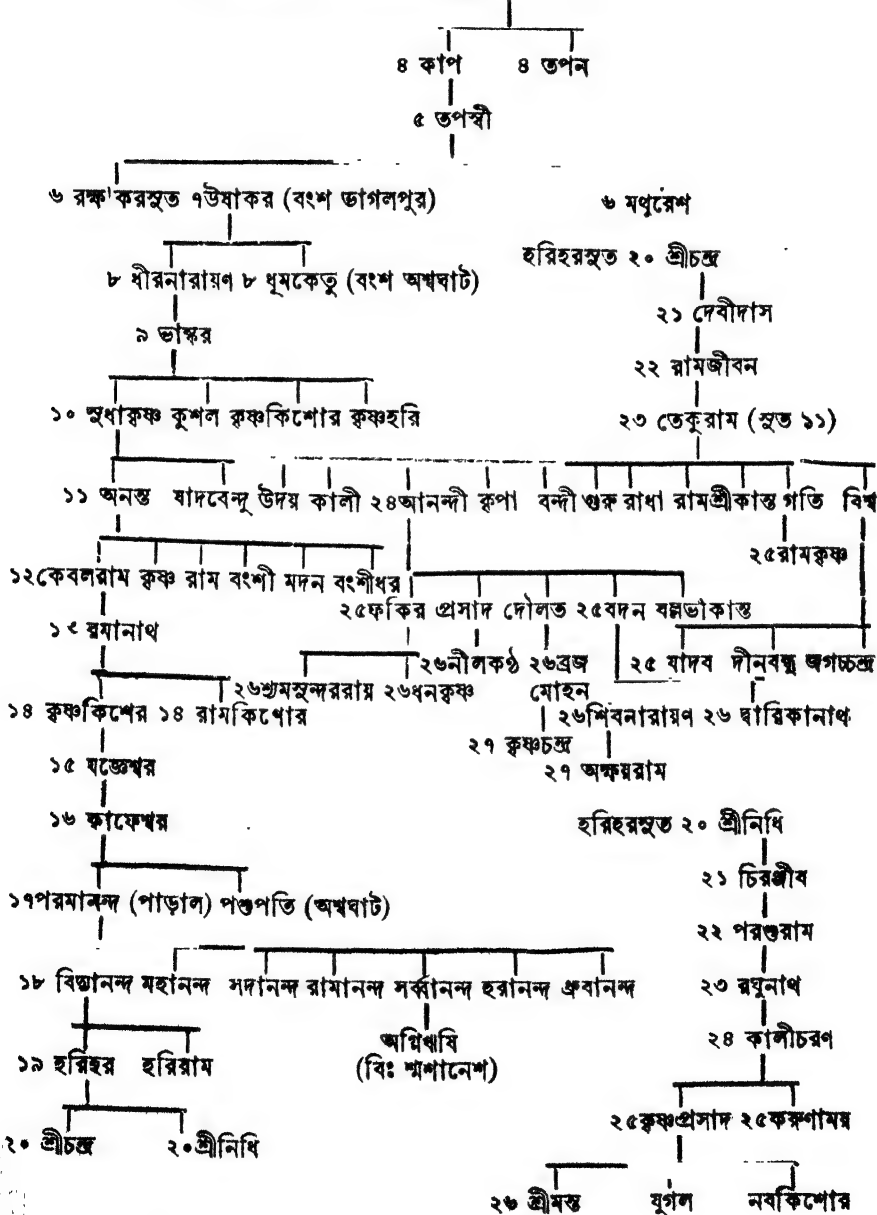 ৪ কাপ ৪ তপন
৫ তপস্বী
৬ রক্ষাকরসুত ৭উষাকর (বংশ ভাগলপুর) ৬ মথুরেশ
হরিহরসুত ২০ শ্রীচন্দ্র
৮ ধীরনারায়ণ ৮ ধূমকেতু (বংশ অশ্বঘাট)
২১ দেবীদাস
৯ ভাস্কর
২২ রামজীবন
১০ সুধাকৃষ্ণ কুশল কৃষ্ণকিশোর কৃষ্ণহরি ২৩ তেকুরাম (সুত ১১)
১১ অনন্ত যাদবেন্দু উদয় কালী ২৪আনন্দী কৃপা বন্দী গুরু রাধা রাম শ্রীকান্ত গতি বিশ্ব
২৫রামকৃষ্ণ
১২কেবলরাম কৃষ্ণ রাম বংশী মদন বংশীধর
২৫ফকির প্রসাদ দৌলত ২৫বদন বল্লভীকান্ত
১৫ রমানাথ
২৬নীলকণ্ঠ ২৬ব্রজ ২৫ যাদব দীনবন্ধু জগচ্চন্দ্র
২৬শ্যামসুন্দররায় ২৬ধনকৃষ্ণ মোহন
১৪ কৃষ্ণকিশের ১৪ রামকিশোর ২৬শিবনারায়ণ ২৬ দ্বারিকানাথ
২৭ কৃষ্ণচন্দ্র
১৫ যজ্ঞেশ্বর ২৭ অক্ষয়রাম
১৬ কাফেশ্বর হরিহরসুত ২০ শ্রীনিধি
২১ চিরঞ্জীব
১৭পরমানন্দ (পাড়াল) পশুপতি (অশ্বঘাট)
২২ পরশুরাম
১৮ বিদ্যানন্দ মহানন্দ সদানন্দ রামানন্দ সর্ব্বানন্দ হরানন্দ ধ্রুবানন্দ ২৩ রঘুনাথ
অগ্নিঋষি ২৪ কালীচরণ
১৯ হরিহর হরিরাম (বিঃ শ্মশানেশ)
২৫কৃষ্ণপ্রসাদ ২৫করুণাময়
২০ শ্রীচন্দ্র ২০শ্রীনিধি
২৬ শ্রীমন্ত যুগল নবকিশোর